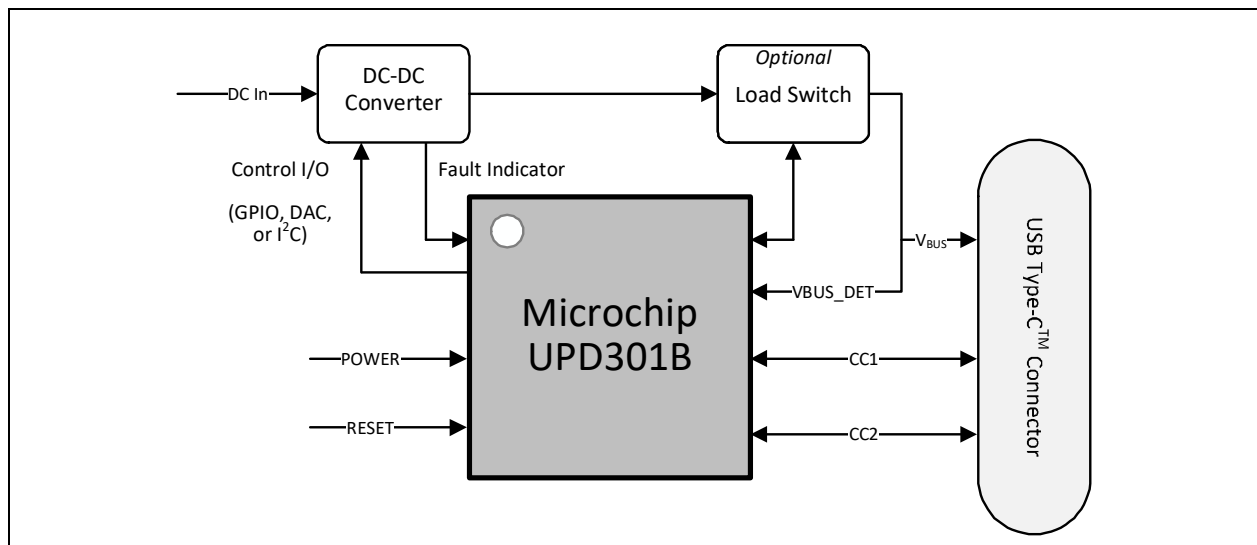 DC In
DC-DC
Converter
Optional
Load Switch
Control I/O
(GPIO, DAC,
or I²C)
Fault Indicator
Microchip
UPD301B
POWER
RESET
VBUS
VBUS_DET
CC1
CC2
USB Type-C™ Connector